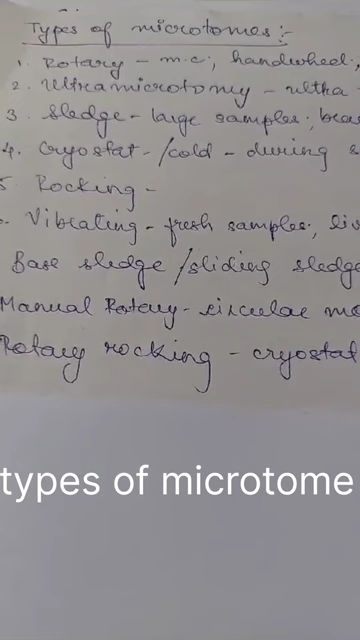 Types of microtomes:-
1. Rotary - m.c., handwheel,
2. Ultramicrotomy - ultra -
3. Sledge - large samples,
4. Cryostat -/cold - during
5 Rocking -
Vibrating - fresh samples,
Base sledge /sliding sledge
Manual Rotary - circular
Rotary rocking - cryostat
types of microtome